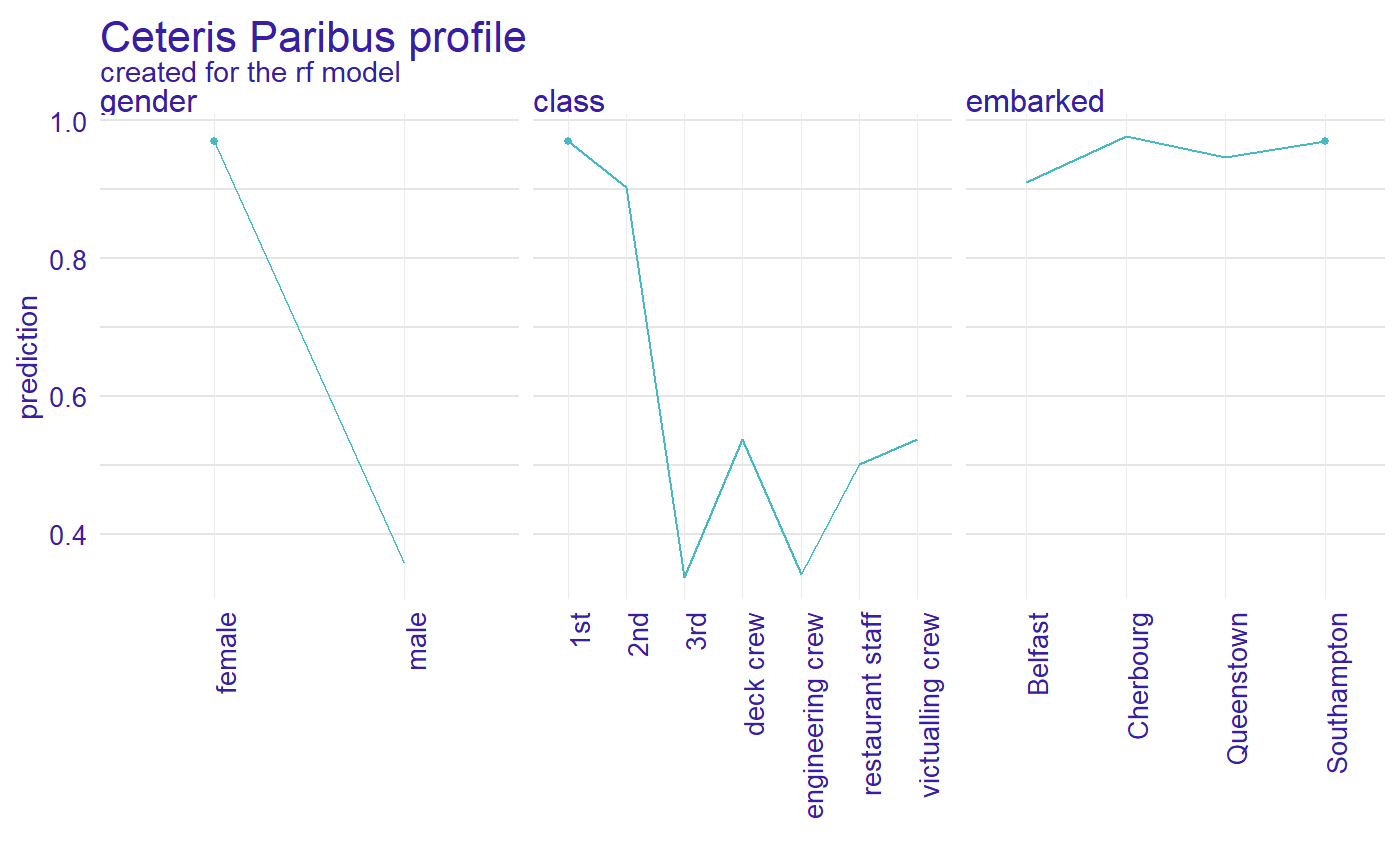 Ceteris Paribus profile
created for the rf model
gender
class
embarked
1.0
0.8
0.6
0.4
prediction
female
male
1st
2nd
3rd
deck crew
engineering crew
restaurant staff
victualling crew
Belfast
Cherbourg
Queenstown
Southampton